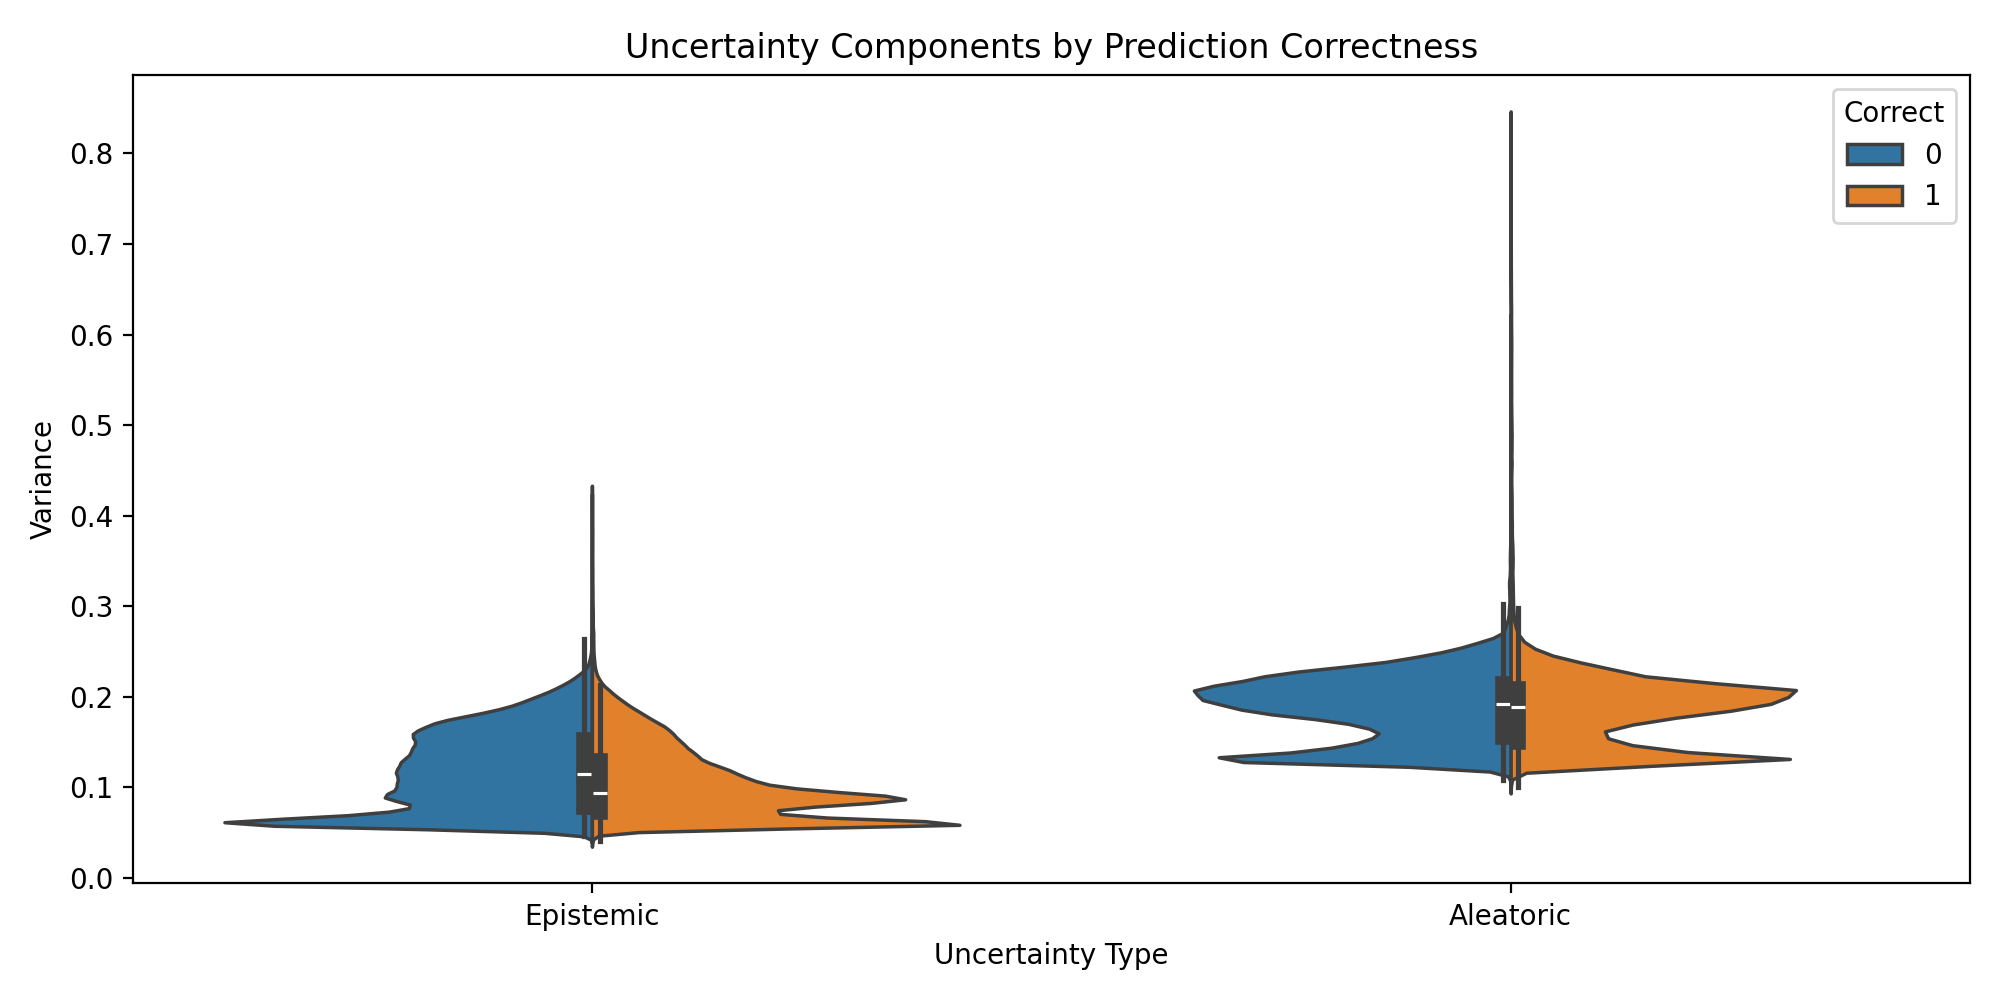 Uncertainty Components by Prediction Correctness
Correct
0
1
0.8
0.7
0.6
0.5
0.4
0.3
0.2
0.1
0.0
Variance
Epistemic
Aleatoric
Uncertainty Type